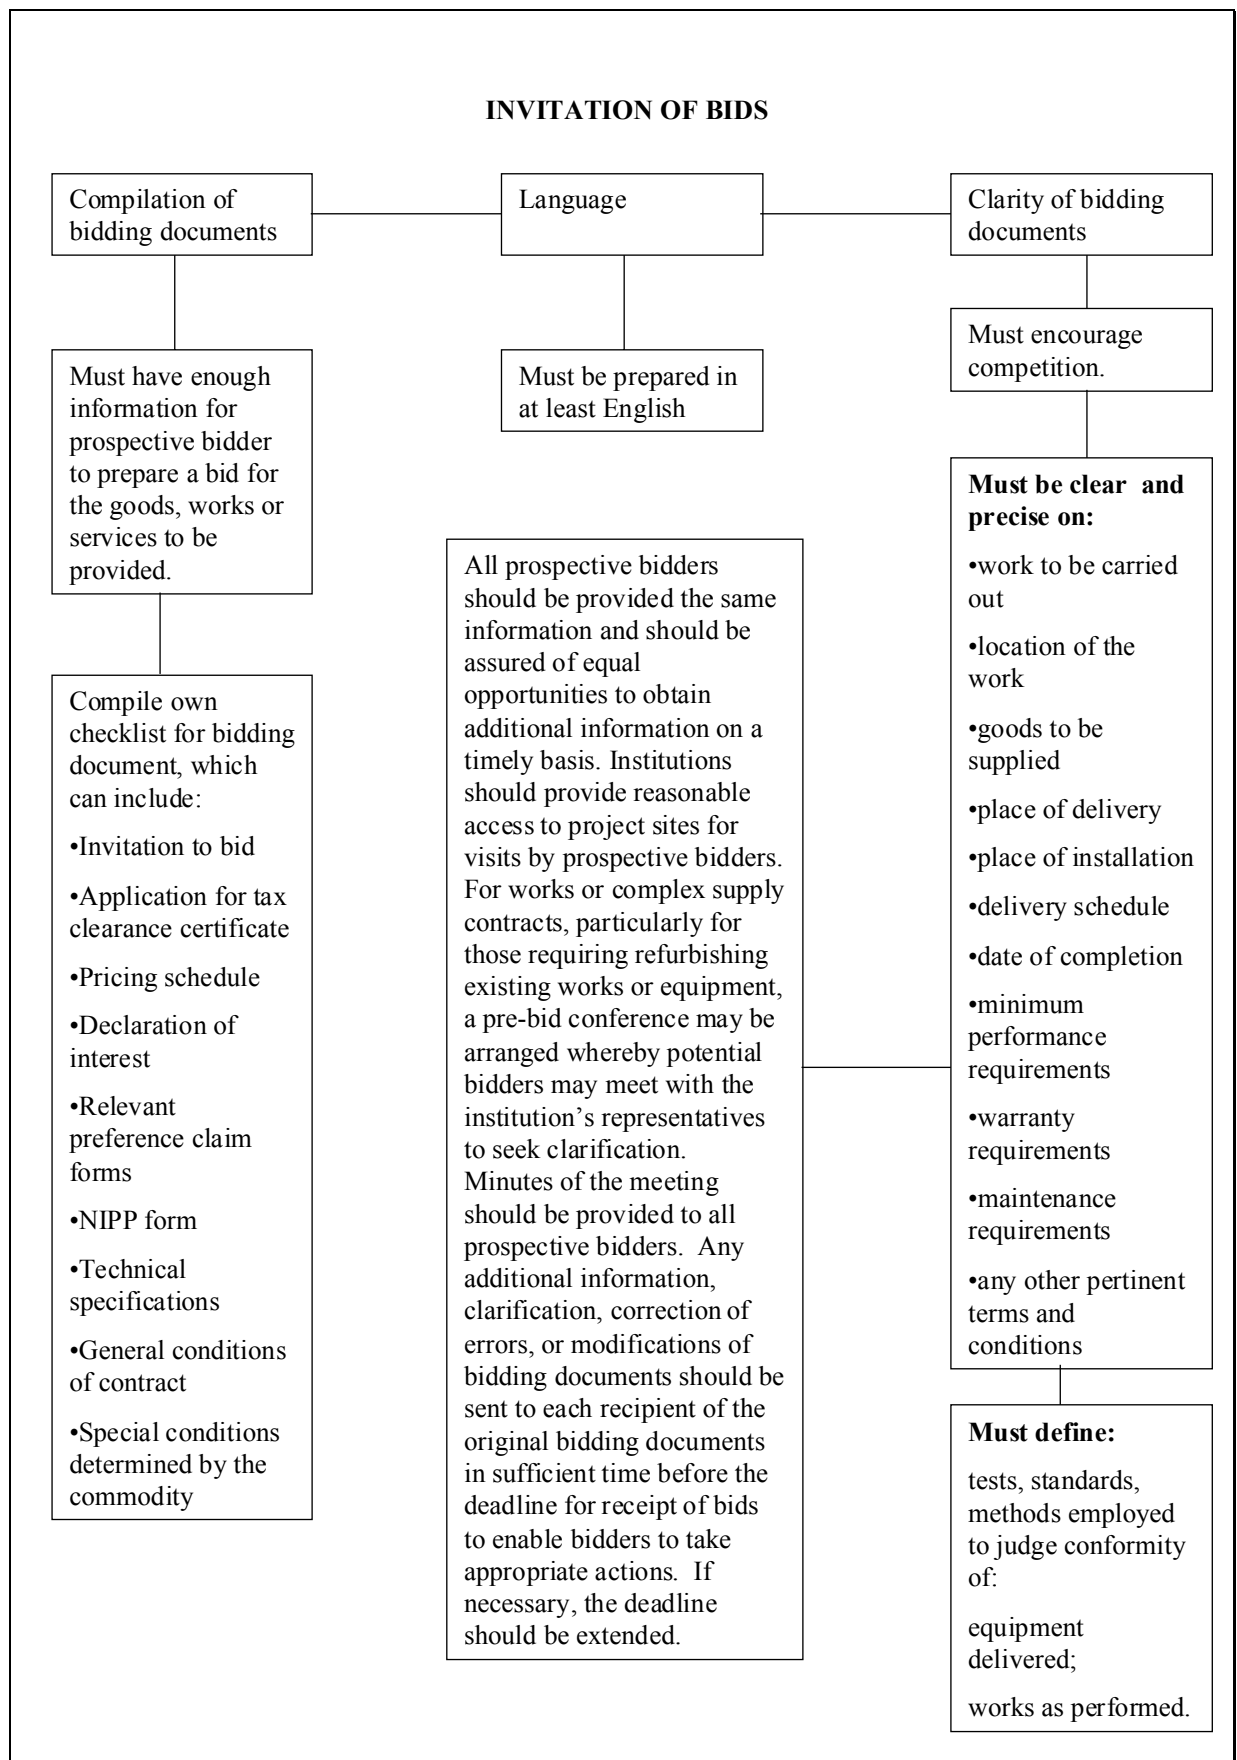 INVITATION OF BIDS
Compilation of
bidding documents
Language
Clarity of bidding
documents
Must have enough
information for
prospective bidder
to prepare a bid for
the goods, works or
services to be
provided.
Must be prepared in
at least English
Must encourage
competition.
Compile own
checklist for bidding
document, which
can include:
•Invitation to bid
•Application for tax
clearance certificate
•Pricing schedule
•Declaration of
interest
•Relevant
preference claim
forms
•NIPP form
•Technical
specifications
•General conditions
of contract
•Special conditions
determined by the
commodity
All prospective bidders
should be provided the same
information and should be
assured of equal
opportunities to obtain
additional information on a
timely basis. Institutions
should provide reasonable
access to project sites for
visits by prospective bidders.
For works or complex supply
contracts, particularly for
those requiring refurbishing
existing works or equipment,
a pre-bid conference may be
arranged whereby potential
bidders may meet with the
institution’s representatives
to seek clarification.
Minutes of the meeting
should be provided to all
prospective bidders.  Any
additional information,
clarification, correction of
errors, or modifications of
bidding documents should be
sent to each recipient of the
original bidding documents
in sufficient time before the
deadline for receipt of bids
to enable bidders to take
appropriate actions.  If
necessary, the deadline
should be extended.
Must be clear  and
precise on:
•work to be carried
out
•location of the
work
•goods to be
supplied
•place of delivery
•place of installation
•delivery schedule
•date of completion
•minimum
performance
requirements
•warranty
requirements
•maintenance
requirements
•any other pertinent
terms and
conditions
Must define:
tests, standards,
methods employed
to judge conformity
of:
equipment
delivered;
works as performed.